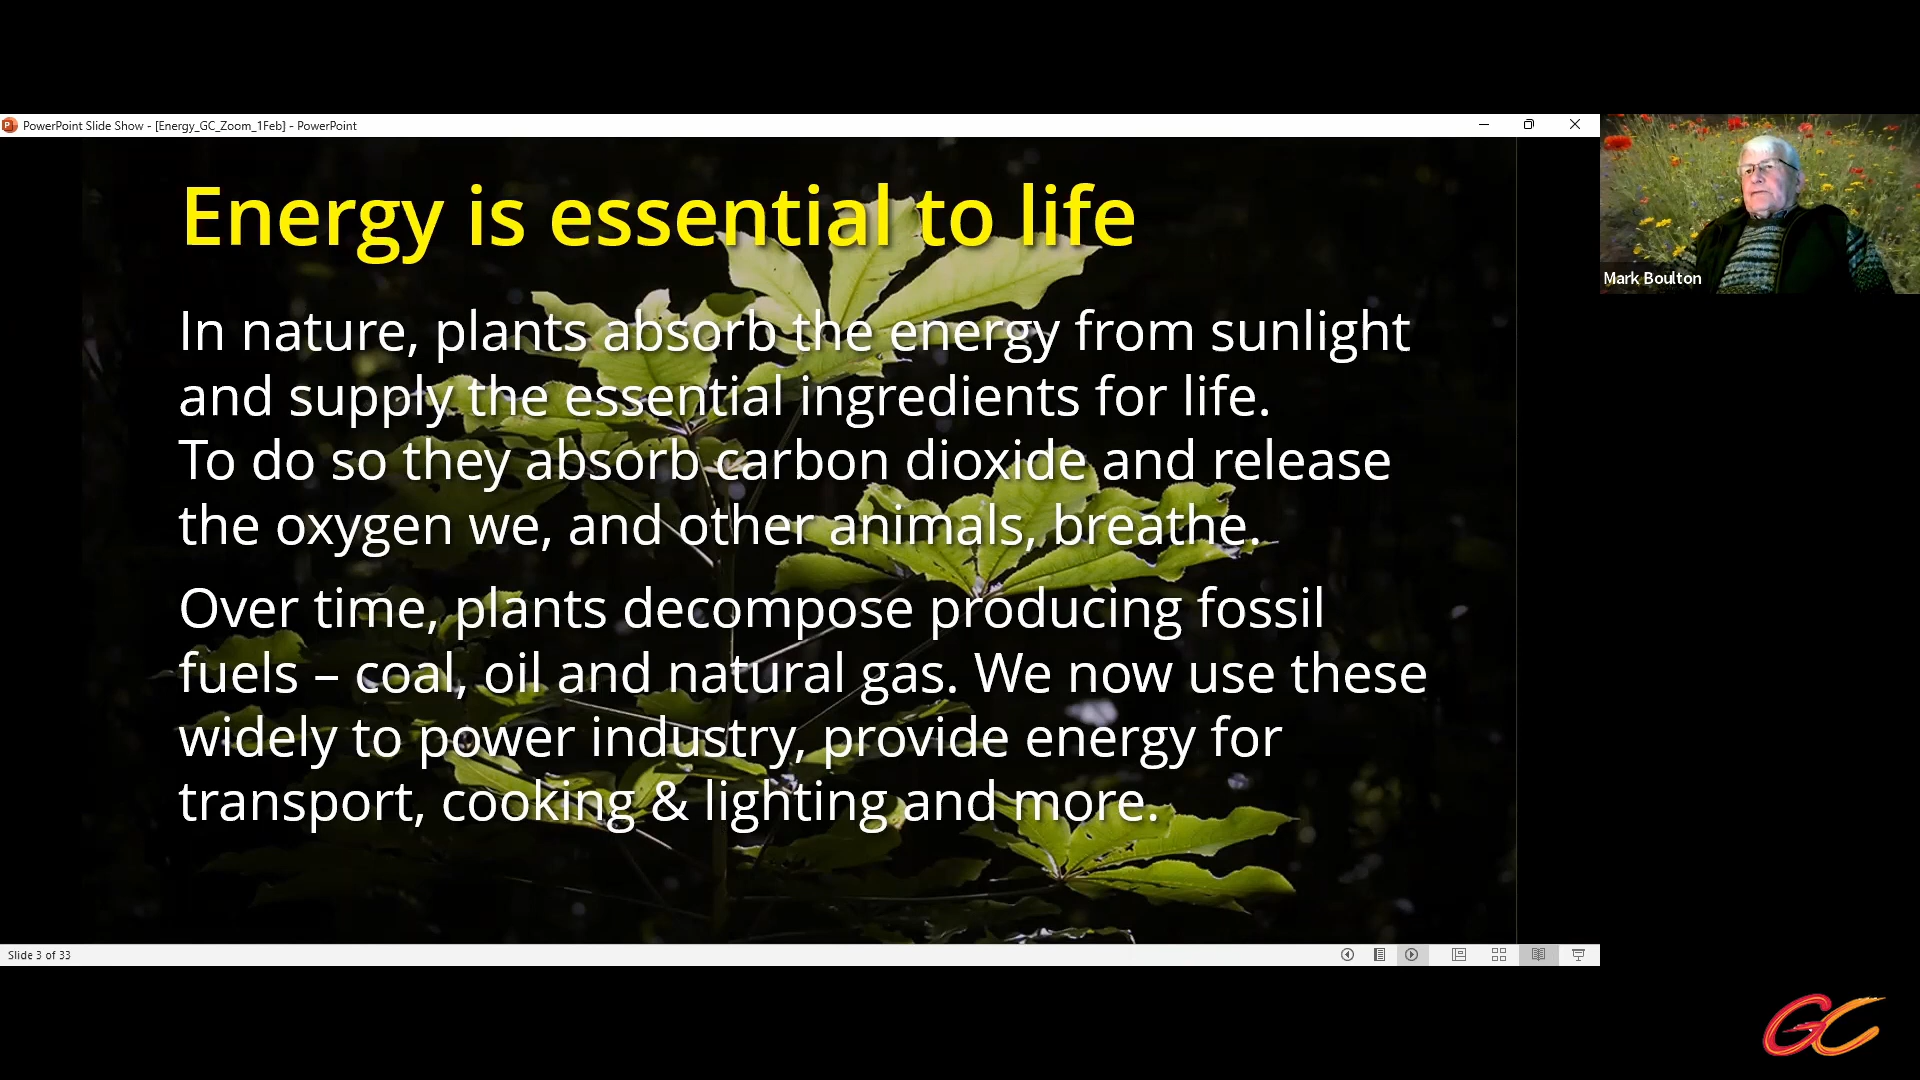 PowerPoint Slide Show - [Energy_GC_Zoom_1Feb] - PowerPoint
Energy is essential to life
In nature, plants absorb the energy from sunlight
and supply the essential ingredients for life.
To do so they absorb carbon dioxide and release
the oxygen we, and other animals, breathe.
Over time, plants decompose producing fossil
fuels – coal, oil and natural gas. We now use these
widely to power industry, provide energy for
transport, cooking & lighting and more.
Mark Boulton
Slide 3 of 33
GC